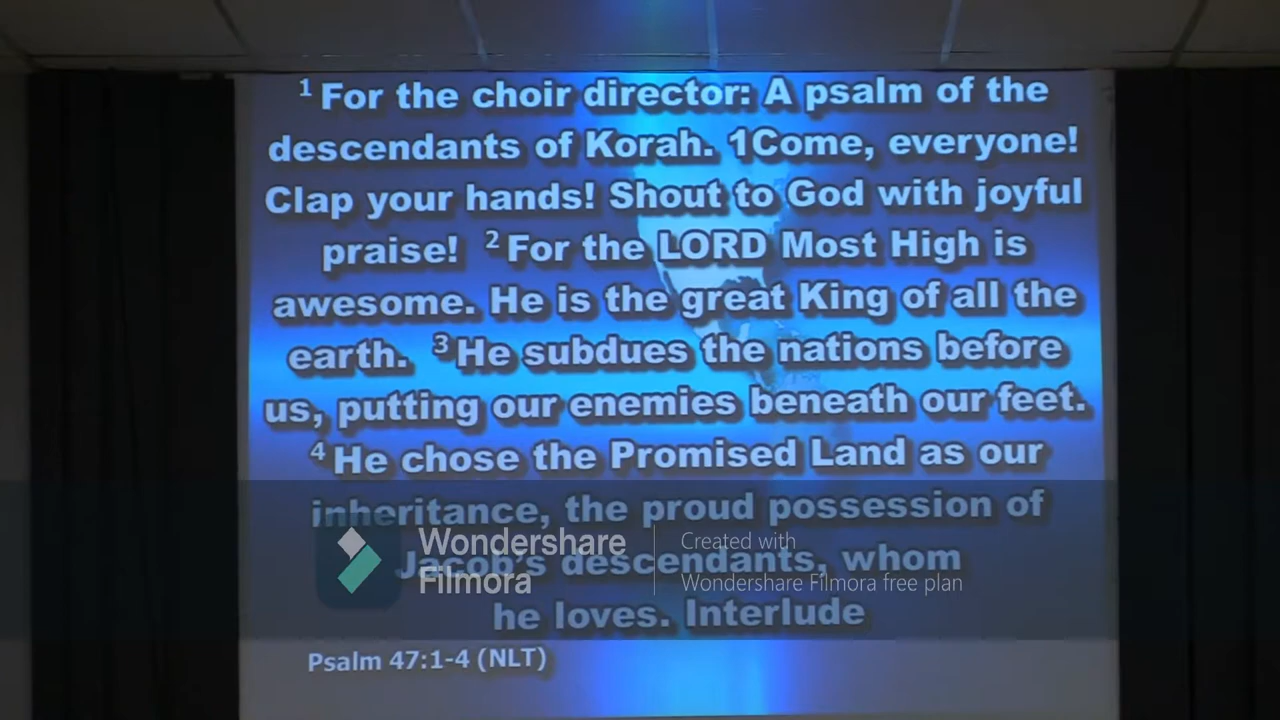 1 For the choir director: A psalm of the
descendants of Korah. 1Come, everyone!
Clap your hands! Shout to God with joyful
praise! 2 For the LORD Most High is
awesome. He is the great King of all the
earth. 3 He subdues the nations before
us, putting our enemies beneath our feet.
4 He chose the Promised Land as our
inheritance, the proud possession of
Jacob's descendants, whom
he loves. Interlude
Psalm 47:1-4 (NLT)
Wondershare
Filmora
Created with
Wondershare Filmora free plan